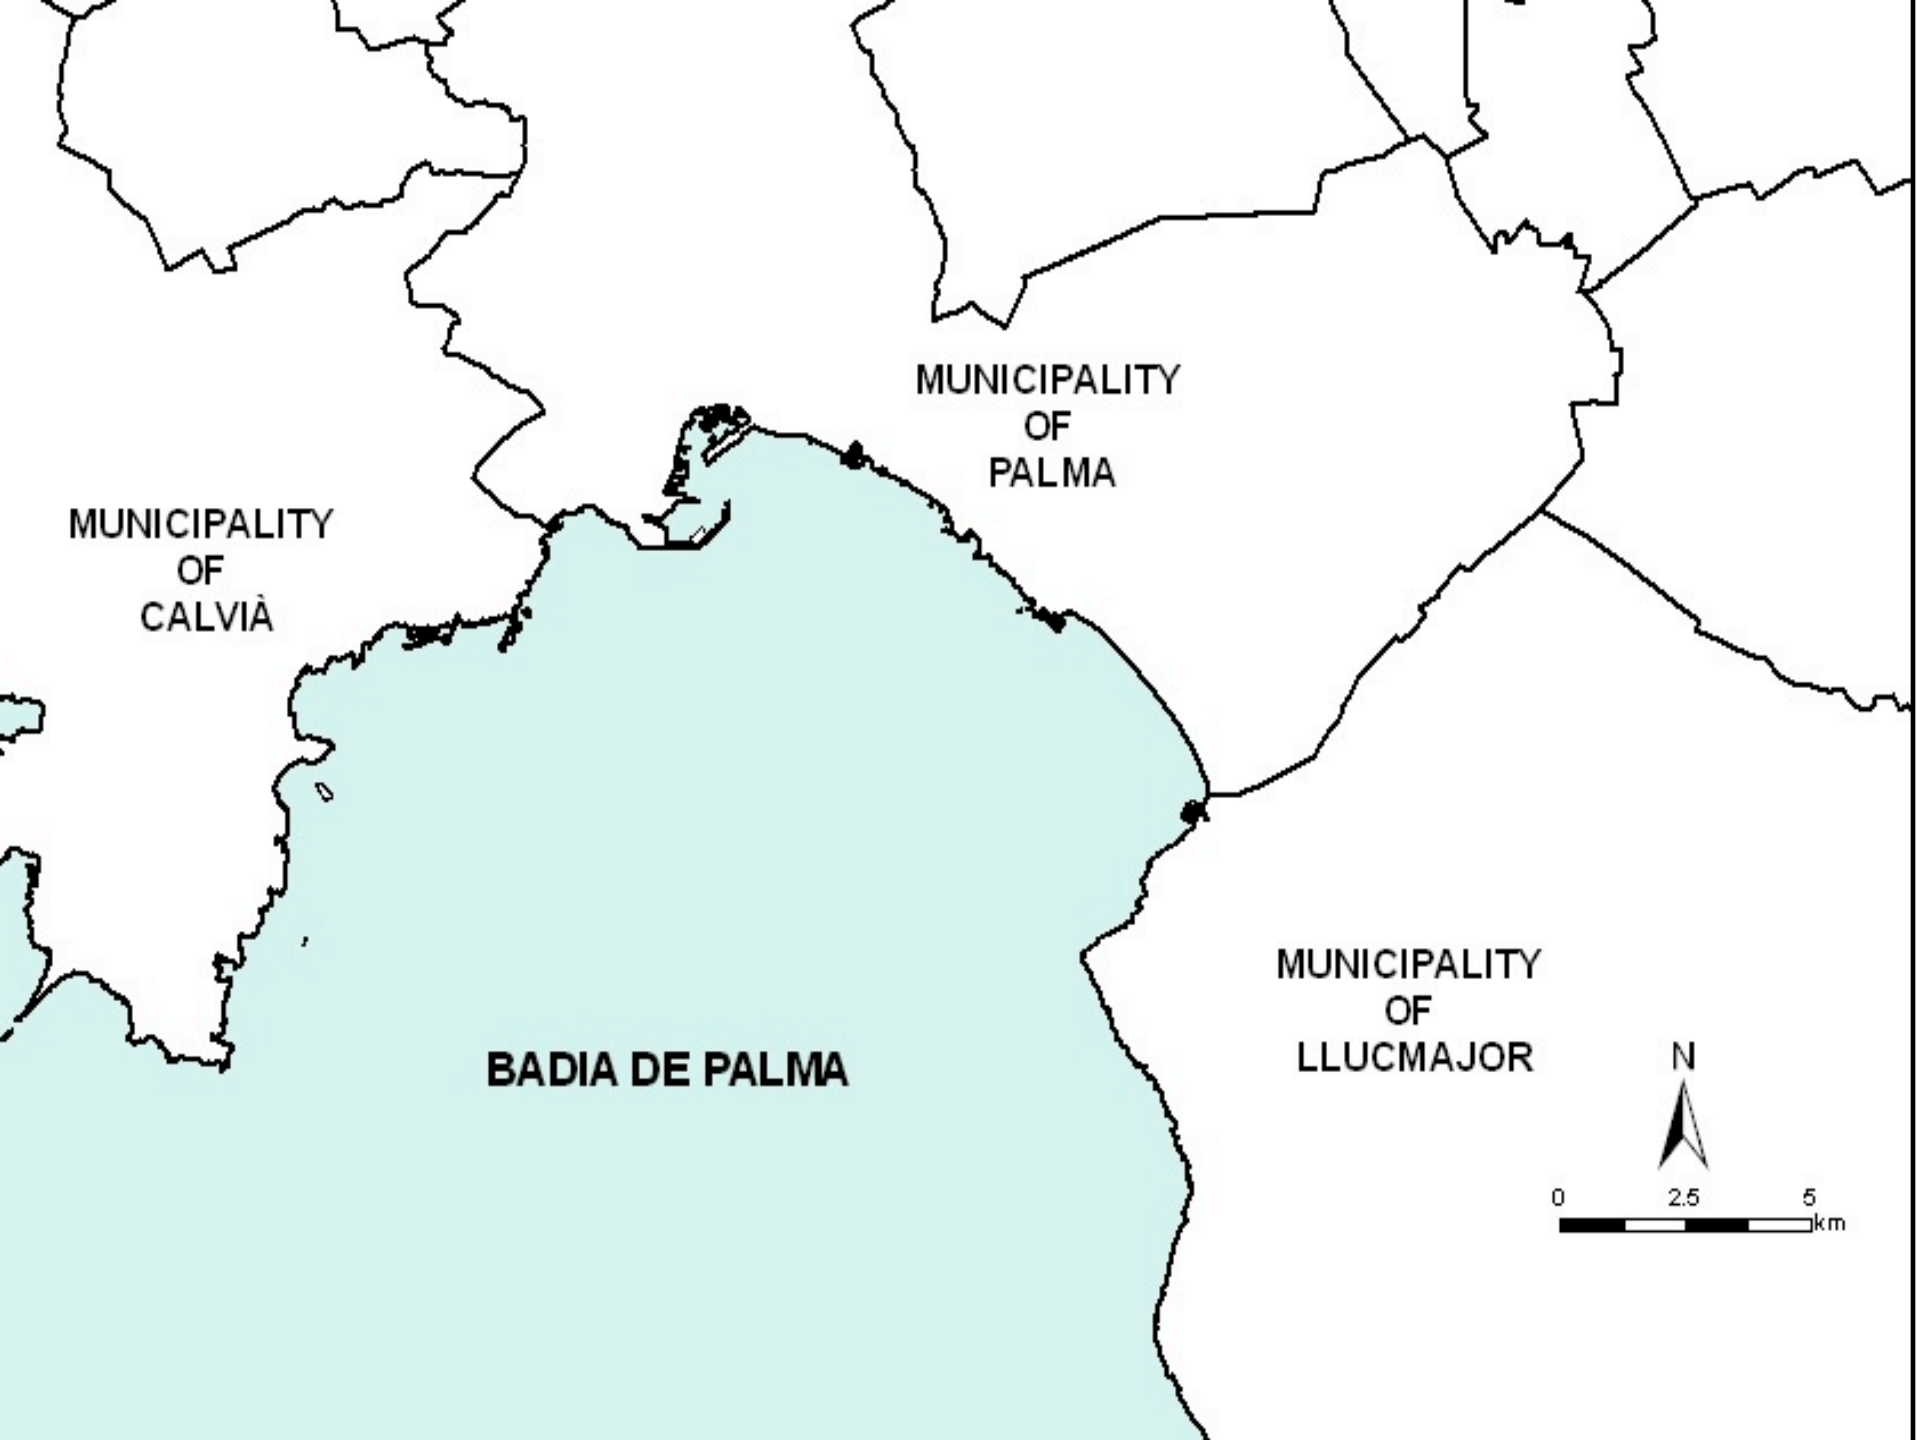 MUNICIPALITY
OF
PALMA
MUNICIPALITY
OF
CALVIÀ
MUNICIPALITY
OF
LLUCMAJOR
BADIA DE PALMA
N
0 2.5 5
km